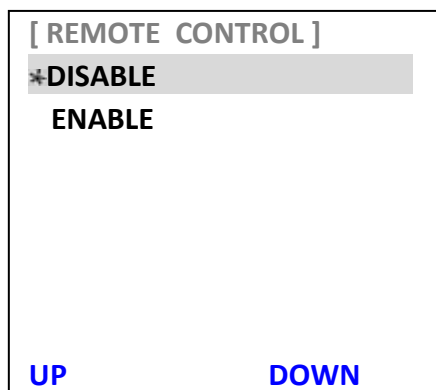 [ REMOTE CONTROL ]
*DISABLE
ENABLE
UP DOWN